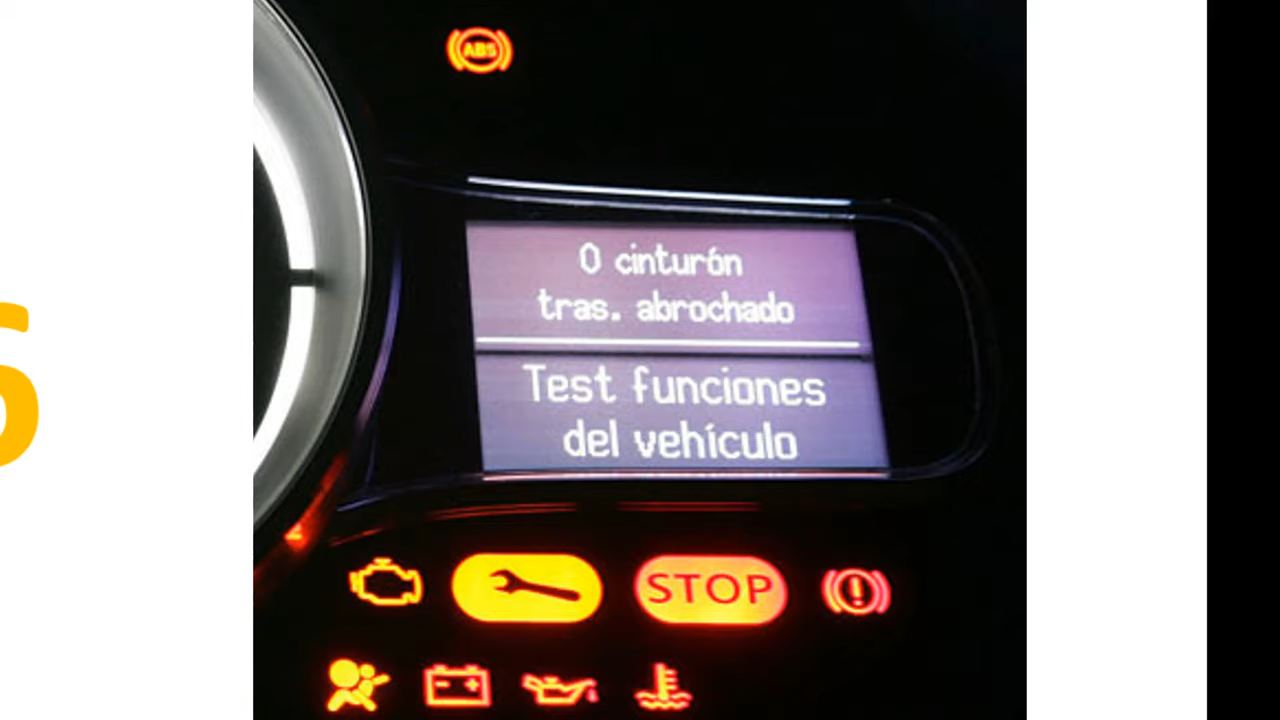 ABS
0 cinturón
tras. abrochado
Test funciones
del vehículo
STOP